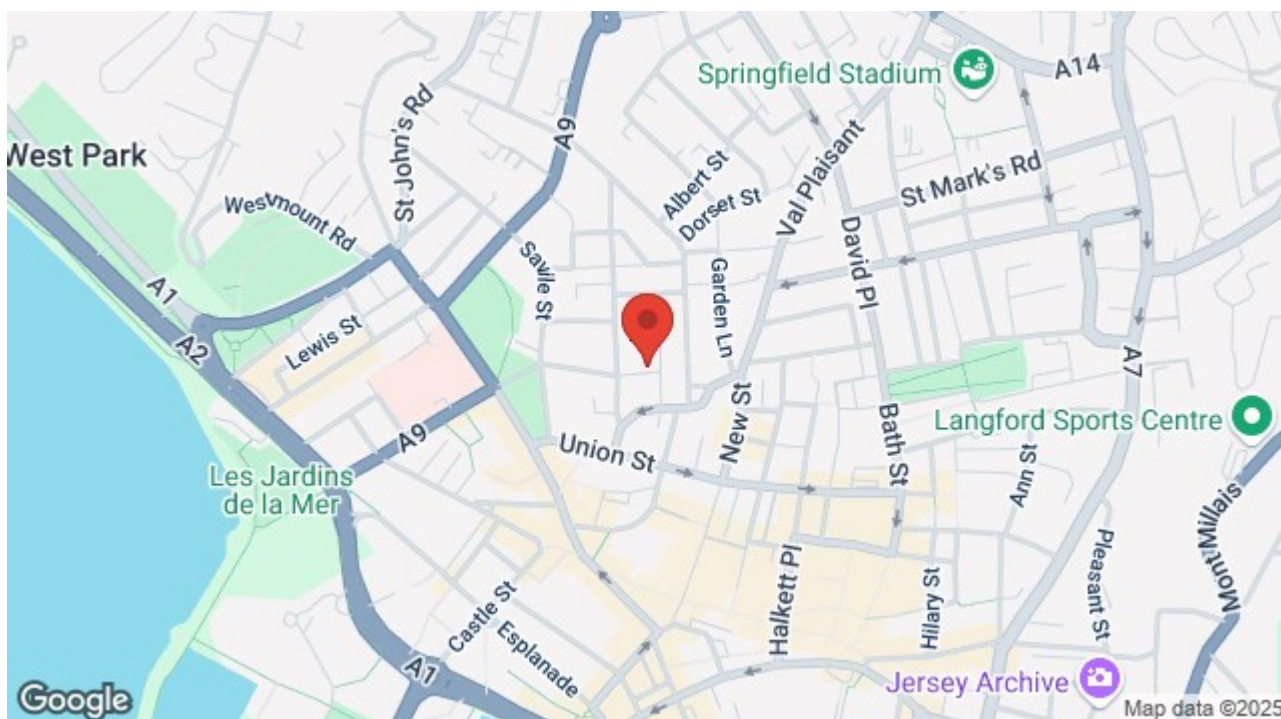 Springfield Stadium
A14
West Park
St John's Rd
A9
Albert St
Dorset St
Val Plaisant
St Mark's Rd
Westmount Rd
Savile St
David Pl
Garden Ln
A1
A2
Lewis St
A7
New St
Bath St
Langford Sports Centre
A9
Union St
Ann St
Les Jardins
de la Mer
Mont Millais
Pleasant St
Halkett Pl
Hilary St
Castle St
Esplanade
A1
Jersey Archive
Google
Map data ©2025